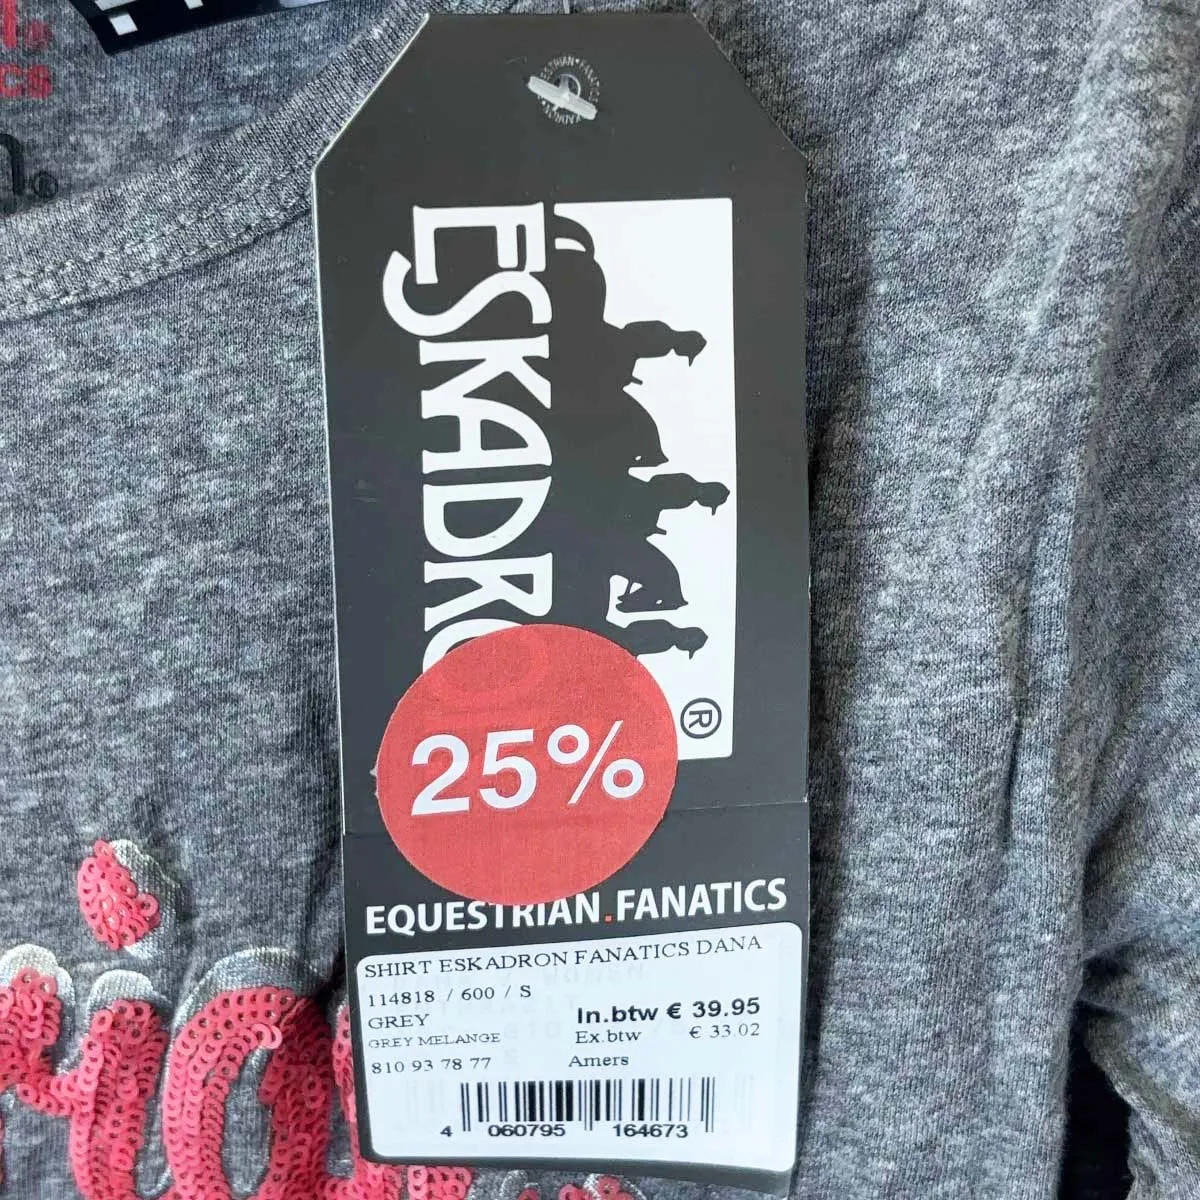 ESKADRO
®
25%
EQUESTRIAN.FANATICS
SHIRT ESKADRON FANATICS DANA
114818 / 600 / S
GREY
In.btw € 39.95
GREY MELANGE
Ex.btw € 33.02
810 93 78 77
Amers
4 060795 164673